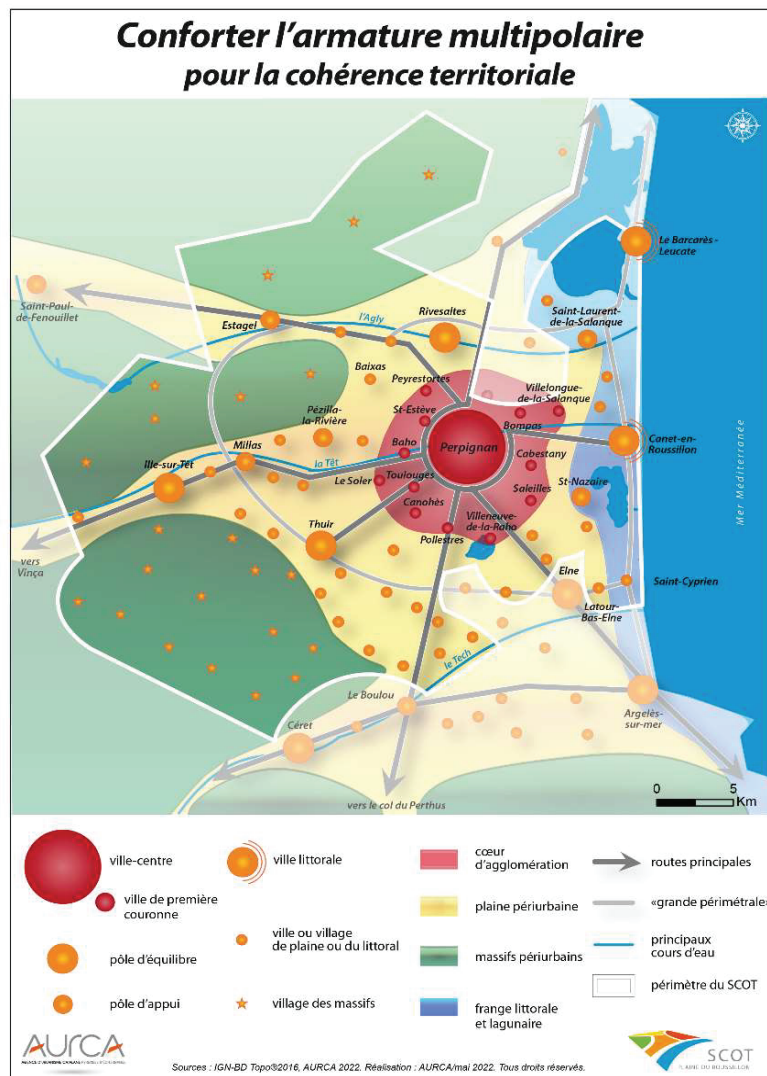 Conforter l'armature multipolaire
pour la cohérence territoriale
Le Barcarès -
Leucate
Saint-Paul-
de-Fenouillet
Estagel
l'Agly
Rivesaltes
Saint-Laurent-
de-la-Salanque
Baixas
Peyrestortes
Villelongue-
de-la-Salanque
Pézilla-
la-Rivière
St-Estève
Bompas
Millas
Baho
Perpignan
Canet-en-
Roussillon
Ille-sur-Têt
la Têt
Cabestany
Le Soler
Toulouges
St-Nazaire
Saleilles
Canohès
Villeneuve-
de-la-Raho
Thuir
Pollestres
Mer Méditerranée
vers
Vinça
Elne
Saint-Cyprien
Latour-
Bas-Elne
le Tech
Le Boulou
Céret
Argelès-
sur-mer
vers le col du Perthus
0 5
Km
ville-centre
ville de première
couronne
pôle d'équilibre
pôle d'appui
ville littorale
ville ou village
de plaine ou du littoral
village des massifs
cœur
d'agglomération
plaine périurbaine
massifs périurbains
frange littorale
et lagunaire
routes principales
«grande périmétrale»
principaux
cours d'eau
périmètre du SCOT
AURCA
Sources : IGN-BD Topo®2016, AURCA 2022. Réalisation : AURCA/mai 2022. Tous droits réservés.
SCOT
PLAINE DU ROUSSILLON